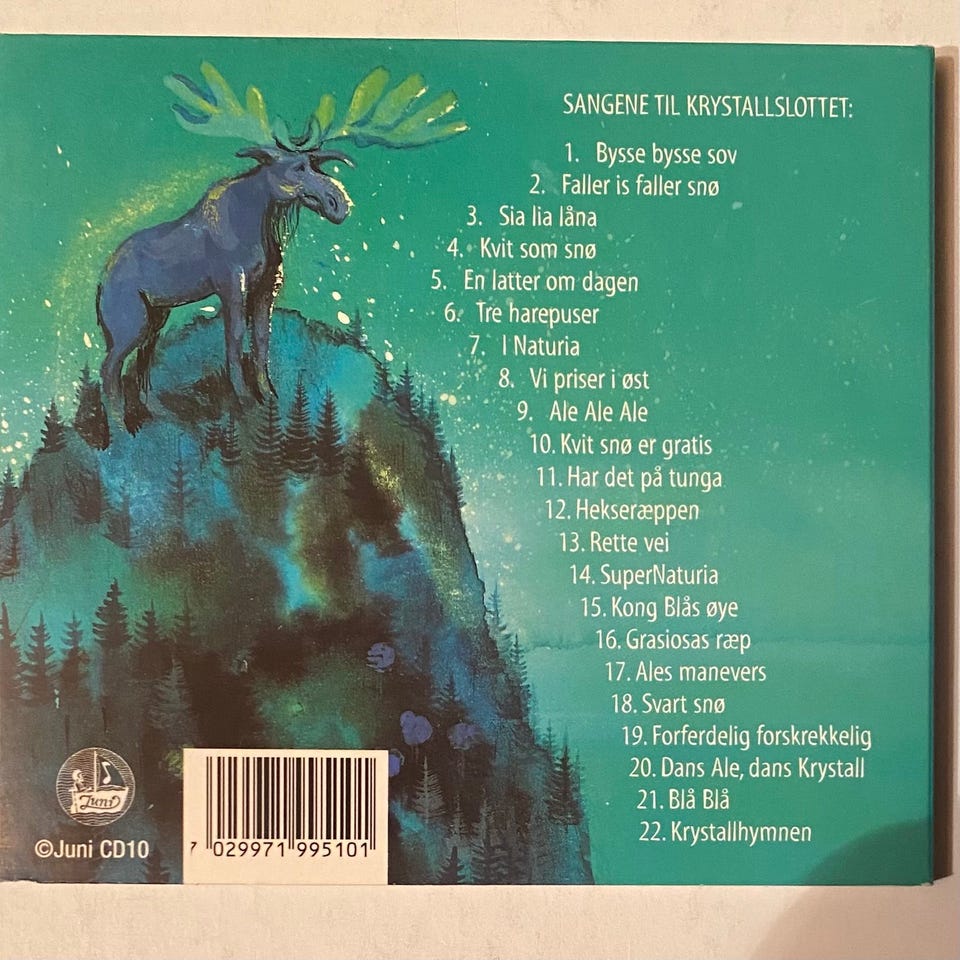 SANGENE TIL KRYSTALLSLOTTET:
1. Bysse bysse sov
2. Faller is faller snø
3. Sia lia låna
4. Kvit som snø
5. En latter om dagen
6. Tre harepuser
7. I Naturia
8. Vi priser i øst
9. Ale Ale Ale
10. Kvit snø er gratis
11. Har det på tunga
12. Hekseræppen
13. Rette vei
14. SuperNaturia
15. Kong Blås øye
16. Grasiosas ræp
17. Ales manevers
18. Svart snø
19. Forferdelig forskrekkelig
20. Dans Ale, dans Krystall
21. Blå Blå
22. Krystallhymnen
Juni
©Juni CD10
7 029971 995101